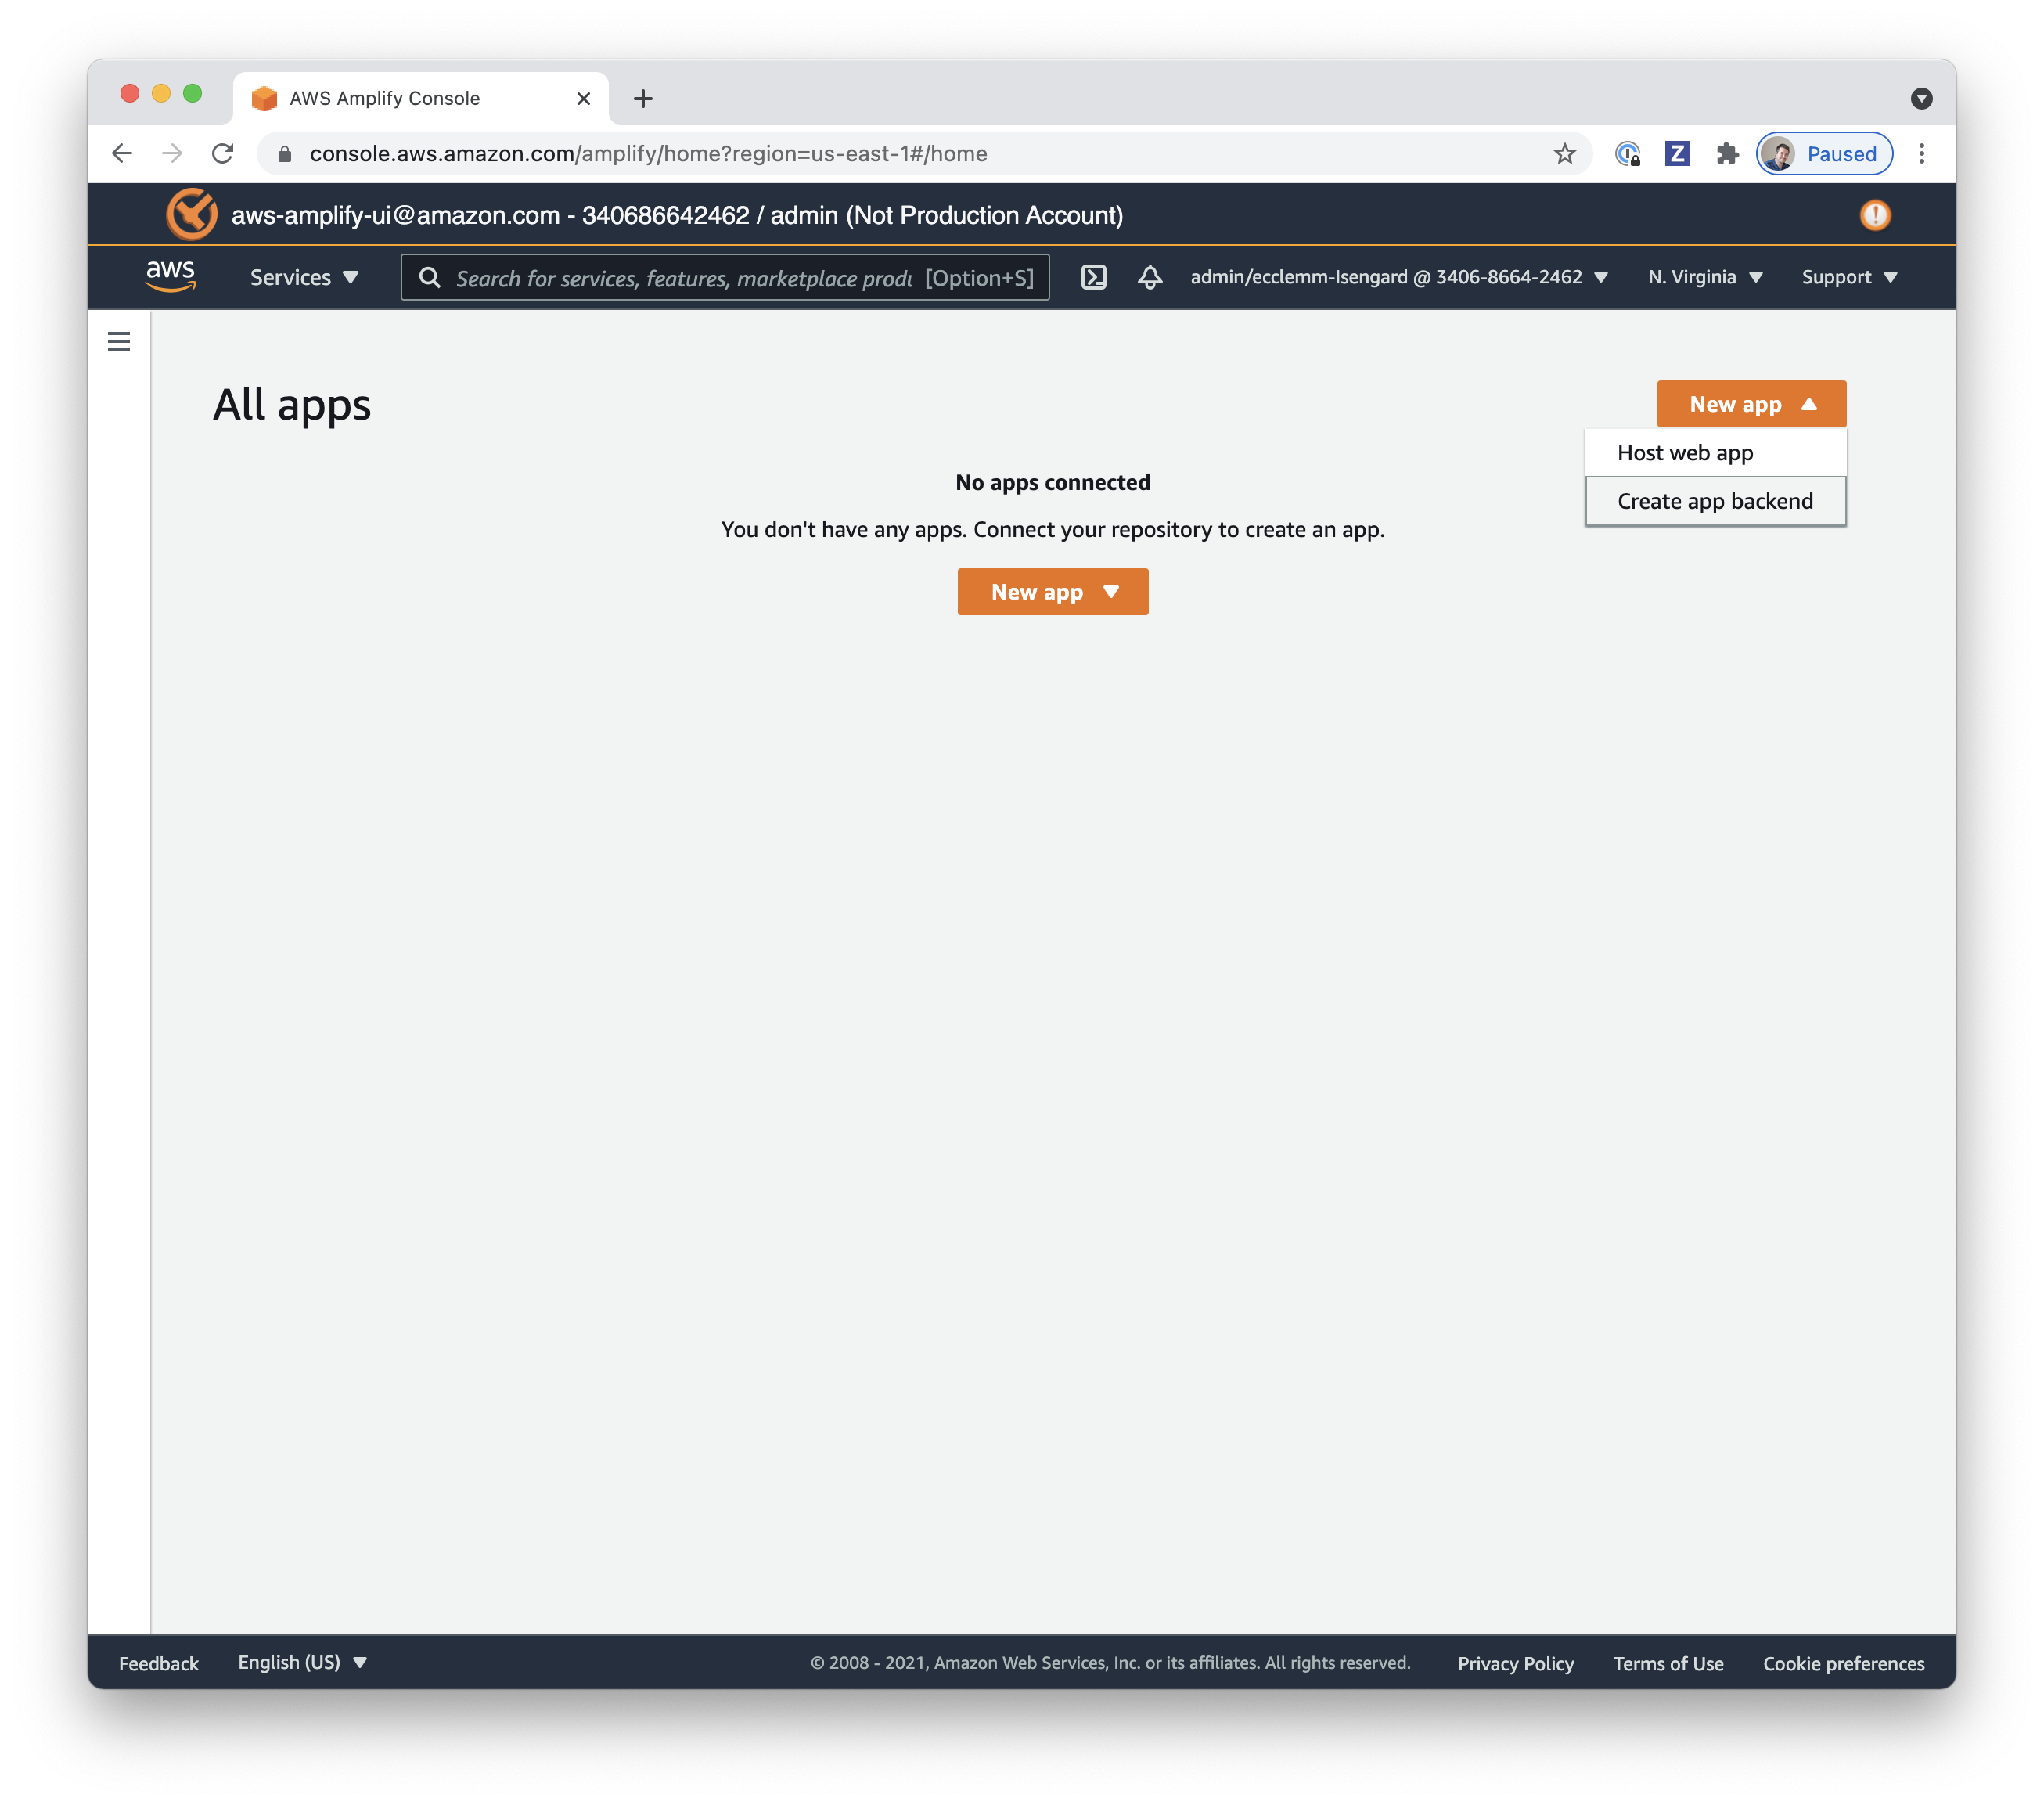 AWS Amplify Console
console.aws.amazon.com/amplify/home?region=us-east-1#/home
Z
Paused
aws-amplify-ui@amazon.com - 340686642462 / admin (Not Production Account)
aws
Services
Search for services, features, marketplace produ
[Option+S]
admin/ecclemm-Isengard @ 3406-8664-2462
N. Virginia
Support
All apps
New app
Host web app
Create app backend
No apps connected
You don't have any apps. Connect your repository to create an app.
New app
Feedback
English (US)
© 2008 - 2021, Amazon Web Services, Inc. or its affiliates. All rights reserved.
Privacy Policy
Terms of Use
Cookie preferences